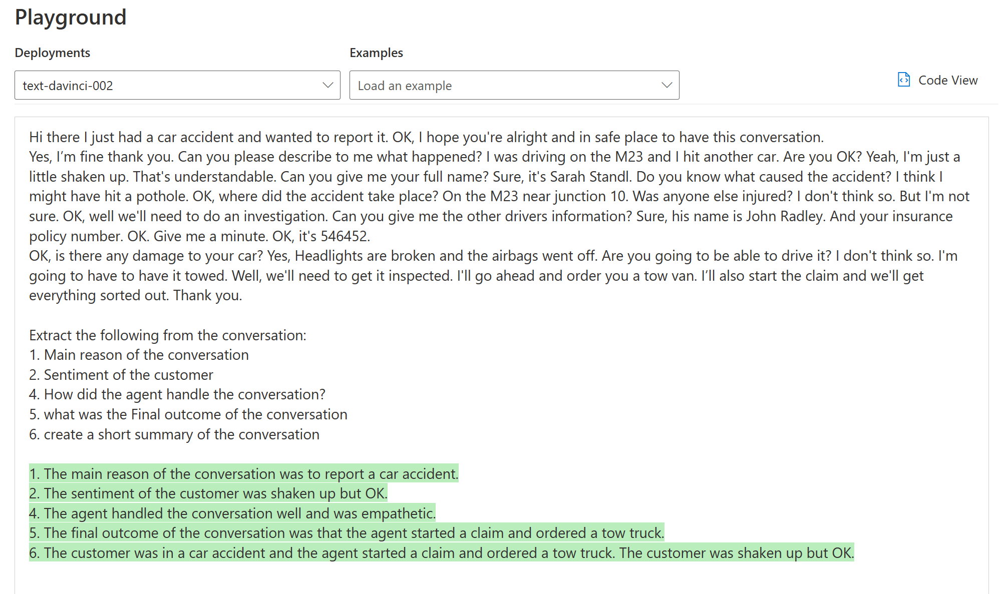 Playground
Deployments
Examples
text-davinci-002
Load an example
Code View
Hi there I just had a car accident and wanted to report it. OK, I hope you're alright and in safe place to have this conversation.
Yes, I’m fine thank you. Can you please describe to me what happened? I was driving on the M23 and I hit another car. Are you OK? Yeah, I'm just a
little shaken up. That's understandable. Can you give me your full name? Sure, it's Sarah Standl. Do you know what caused the accident? I think I
might have hit a pothole. OK, where did the accident take place? On the M23 near junction 10. Was anyone else injured? I don't think so. But I'm not
sure. OK, well we'll need to do an investigation. Can you give me the other drivers information? Sure, his name is John Radley. And your insurance
policy number. OK. Give me a minute. OK, it's 546452.
OK, is there any damage to your car? Yes, Headlights are broken and the airbags went off. Are you going to be able to drive it? I don't think so. I'm
going to have to have it towed. Well, we'll need to get it inspected. I'll go ahead and order you a tow van. I’ll also start the claim and we'll get
everything sorted out. Thank you.
Extract the following from the conversation:
1. Main reason of the conversation
2. Sentiment of the customer
4. How did the agent handle the conversation?
5. what was the Final outcome of the conversation
6. create a short summary of the conversation
1. The main reason of the conversation was to report a car accident.
2. The sentiment of the customer was shaken up but OK.
4. The agent handled the conversation well and was empathetic.
5. The final outcome of the conversation was that the agent started a claim and ordered a tow truck.
6. The customer was in a car accident and the agent started a claim and ordered a tow truck. The customer was shaken up but OK.